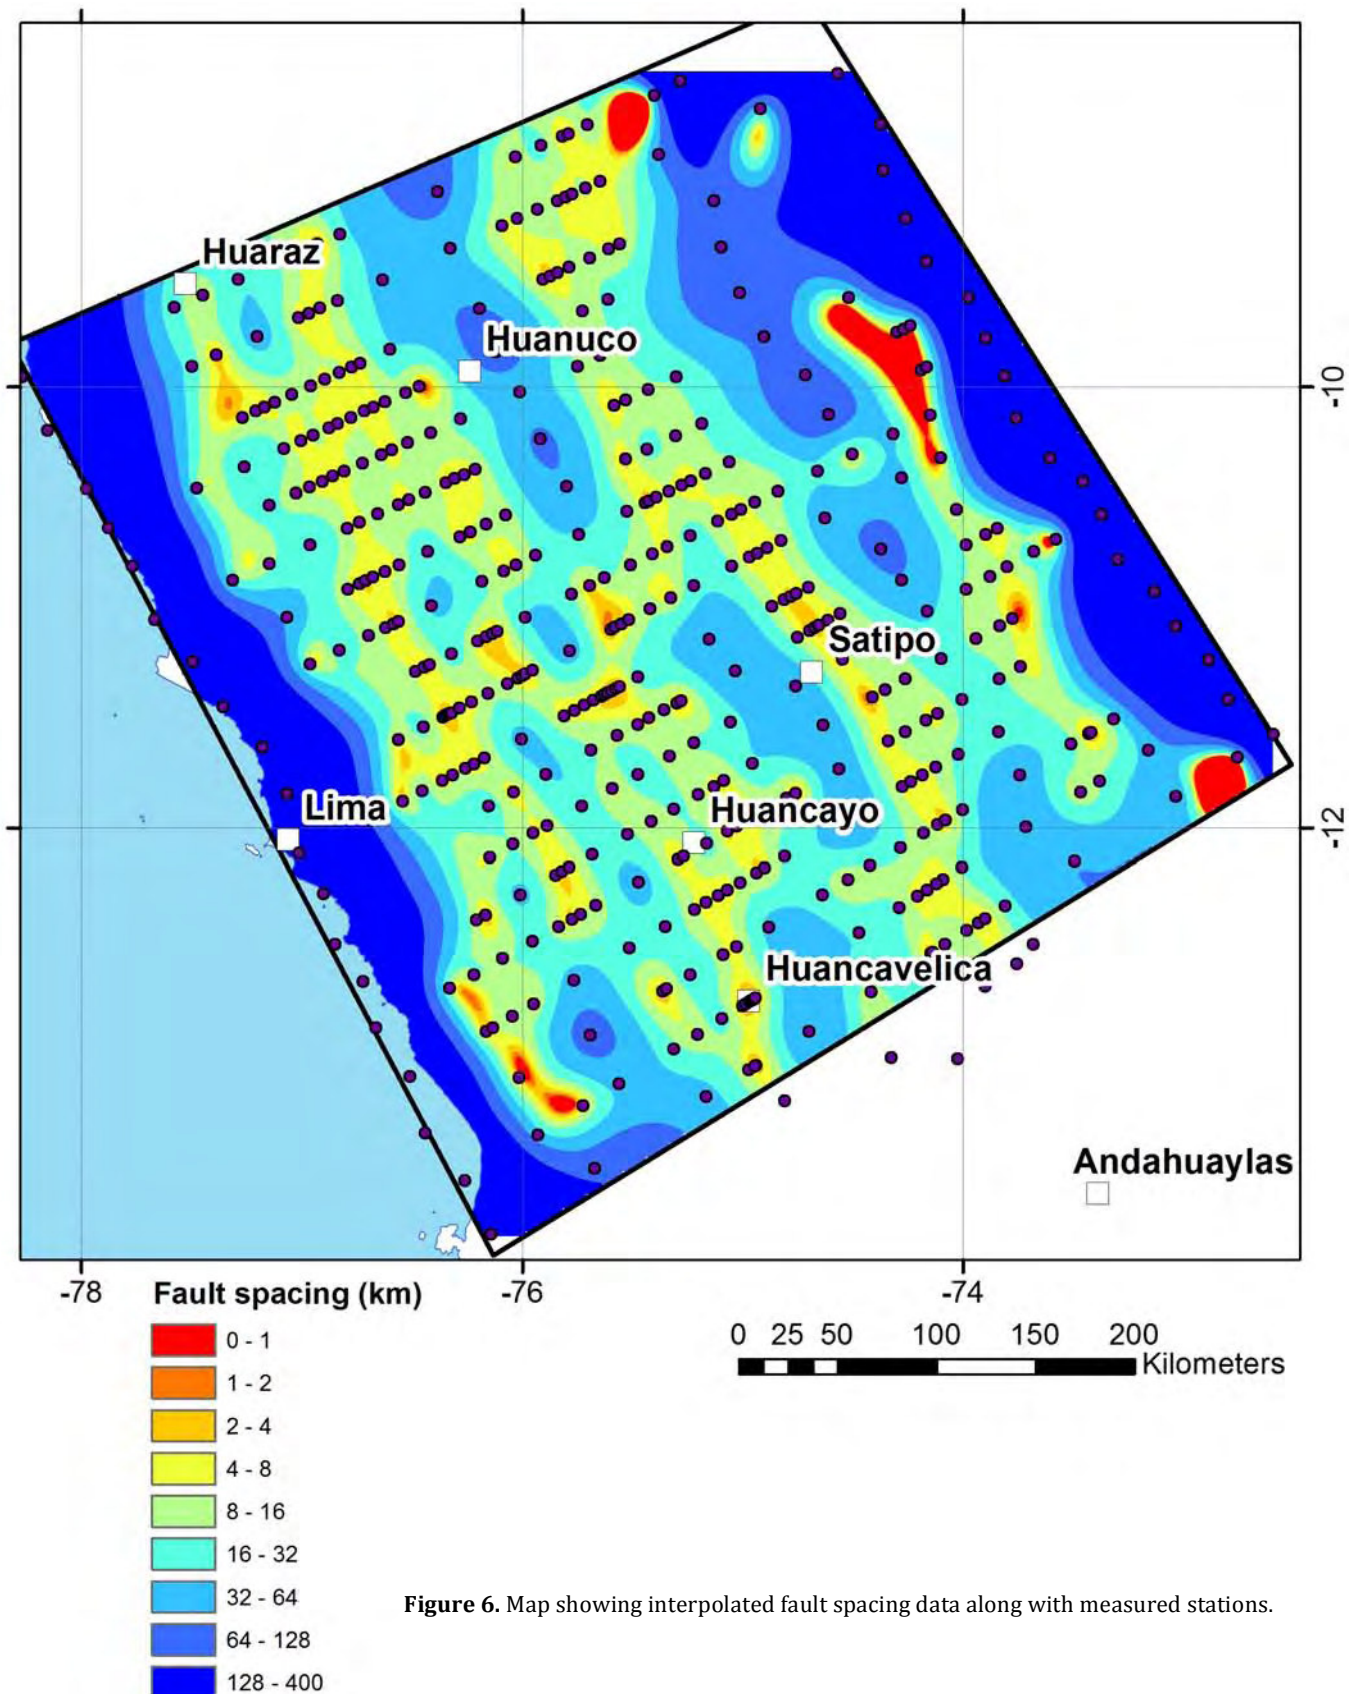 Huaraz
Huanuco
-10
Satipo
Lima
Huancayo
-12
Huancavelica
Andahuaylas
-78
-76
-74
Fault spacing (km)
0 - 1
1 - 2
2 - 4
4 - 8
8 - 16
16 - 32
32 - 64
64 - 128
128 - 400
0 25 50 100 150 200
Kilometers
Figure 6. Map showing interpolated fault spacing data along with measured stations.